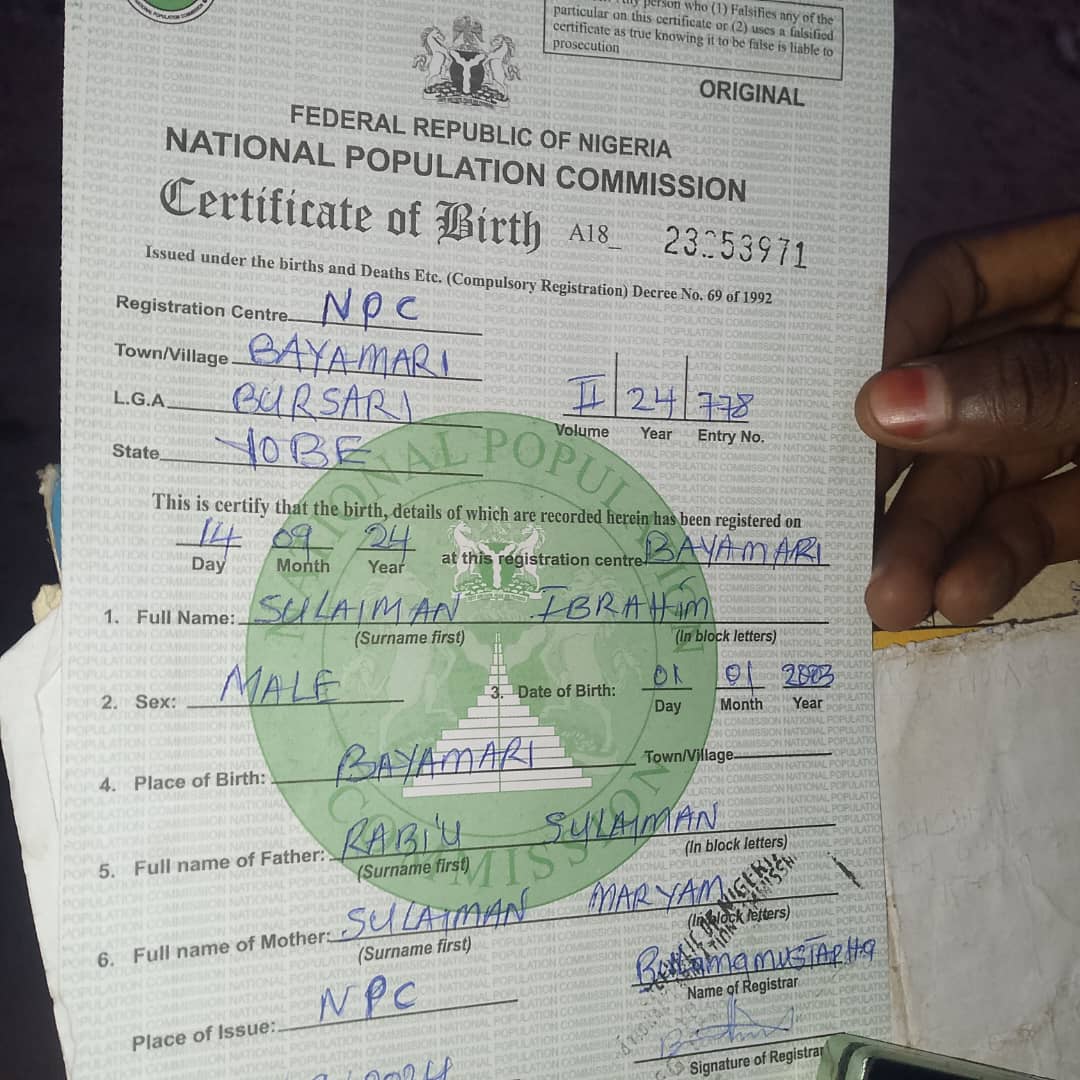 person who (1) Falsifies any of the
particular on this certificate or (2) uses a falsified
certificate as true knowing it to be false is liable to
prosecution
ORIGINAL
FEDERAL REPUBLIC OF NIGERIA
NATIONAL POPULATION COMMISSION
Certificate of Birth A18_
Issued under the births and Deaths Etc. (Compulsory Registration) Decree No. 69 of 1992
Registration Centre NPC
Town/Village BAYAMARI
L.G.A. BURSARI
II 24 778
Volume Year Entry No.
State YOBE
This is certify that the birth, details of which are recorded herein has been registered on
14 09 24 at this registration centre BAYAMARI
Day Month Year
1. Full Name: SULAIMAN IBRAHIM
(Surname first) (In block letters)
2. Sex: MALE 3. Date of Birth: 01 01 2003
Day Month Year
4. Place of Birth: BAYAMARI Town/Village
5. Full name of Father: RABI'U SULAIMAN
(Surname first) (In block letters)
6. Full name of Mother: SULAIMAN MARYAM
(Surname first) (In block letters)
Name of Registrar
Place of Issue: NPC
Signature of Registrar
NATIONAL POPULATION COMMISSION